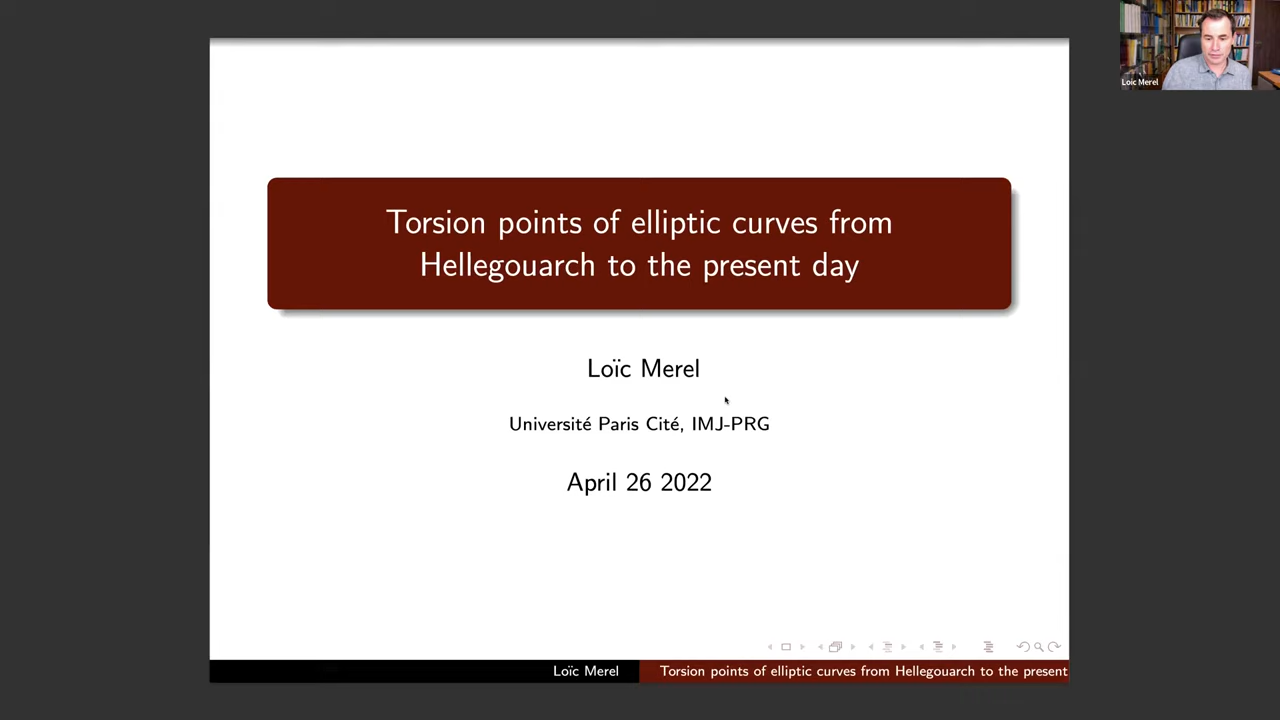 Loïc Merel
Torsion points of elliptic curves from
Hellegouarch to the present day
Loïc Merel
Université Paris Cité, IMJ-PRG
April 26 2022
Loïc Merel
Torsion points of elliptic curves from Hellegouarch to the present